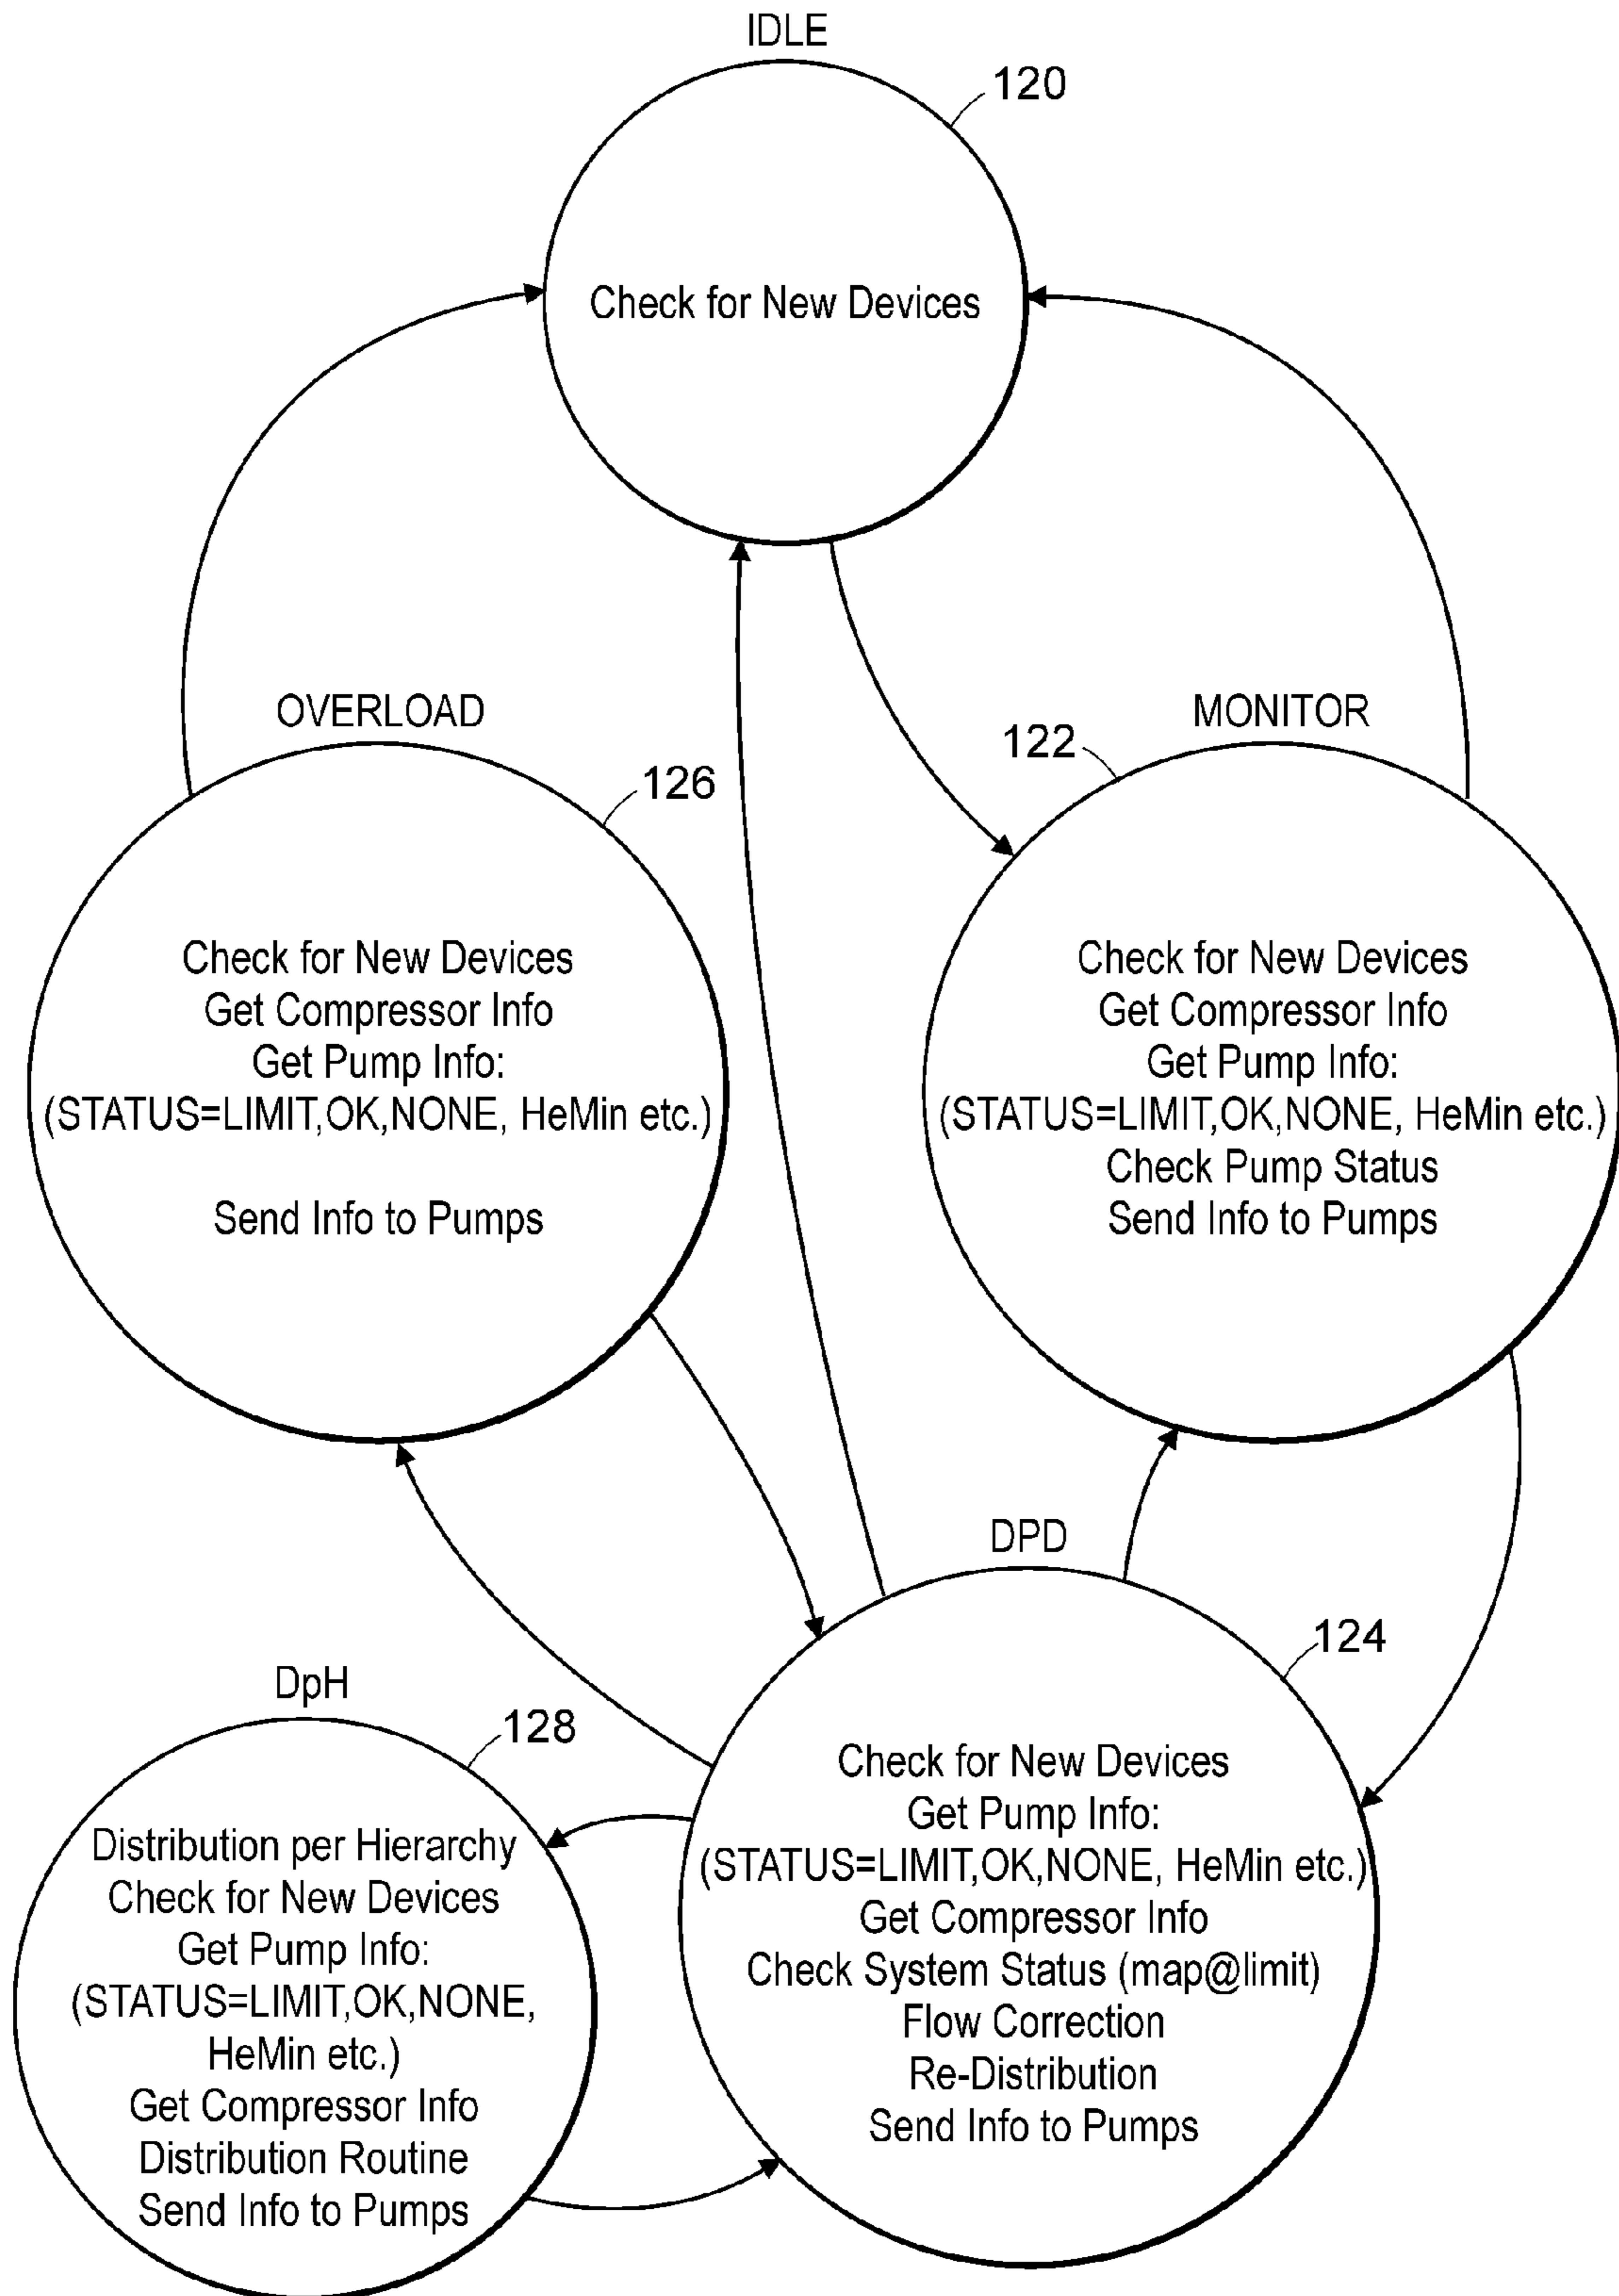 IDLE
120
Check for New Devices
OVERLOAD
126
Check for New Devices
Get Compressor Info
Get Pump Info:
(STATUS=LIMIT,OK,NONE, HeMin etc.)
Send Info to Pumps
MONITOR
122
Check for New Devices
Get Compressor Info
Get Pump Info:
(STATUS=LIMIT,OK,NONE, HeMin etc.)
Check Pump Status
Send Info to Pumps
DPD
124
Check for New Devices
Get Pump Info:
(STATUS=LIMIT,OK,NONE, HeMin etc.)
Get Compressor Info
Check System Status (map@limit)
Flow Correction
Re-Distribution
Send Info to Pumps
DpH
128
Distribution per Hierarchy
Check for New Devices
Get Pump Info:
(STATUS=LIMIT,OK,NONE,
HeMin etc.)
Get Compressor Info
Distribution Routine
Send Info to Pumps